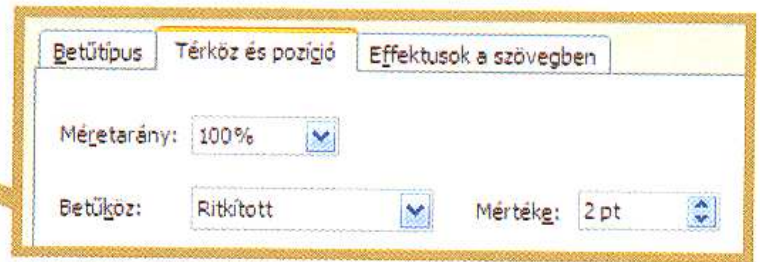 Betűtípus Térköz és pozíció Effektusok a szövegben
Méretarány: 100%
Betűköz: Ritkított Mértéke: 2 pt